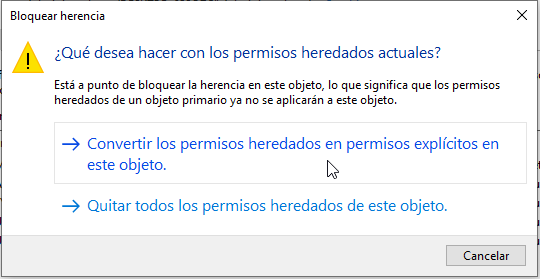 Bloquear herencia
¿Qué desea hacer con los permisos heredados actuales?
Está a punto de bloquear la herencia en este objeto, lo que significa que los permisos
heredados de un objeto primario ya no se aplicarán a este objeto.
Convertir los permisos heredados en permisos explícitos en
este objeto.
Quitar todos los permisos heredados de este objeto.
Cancelar